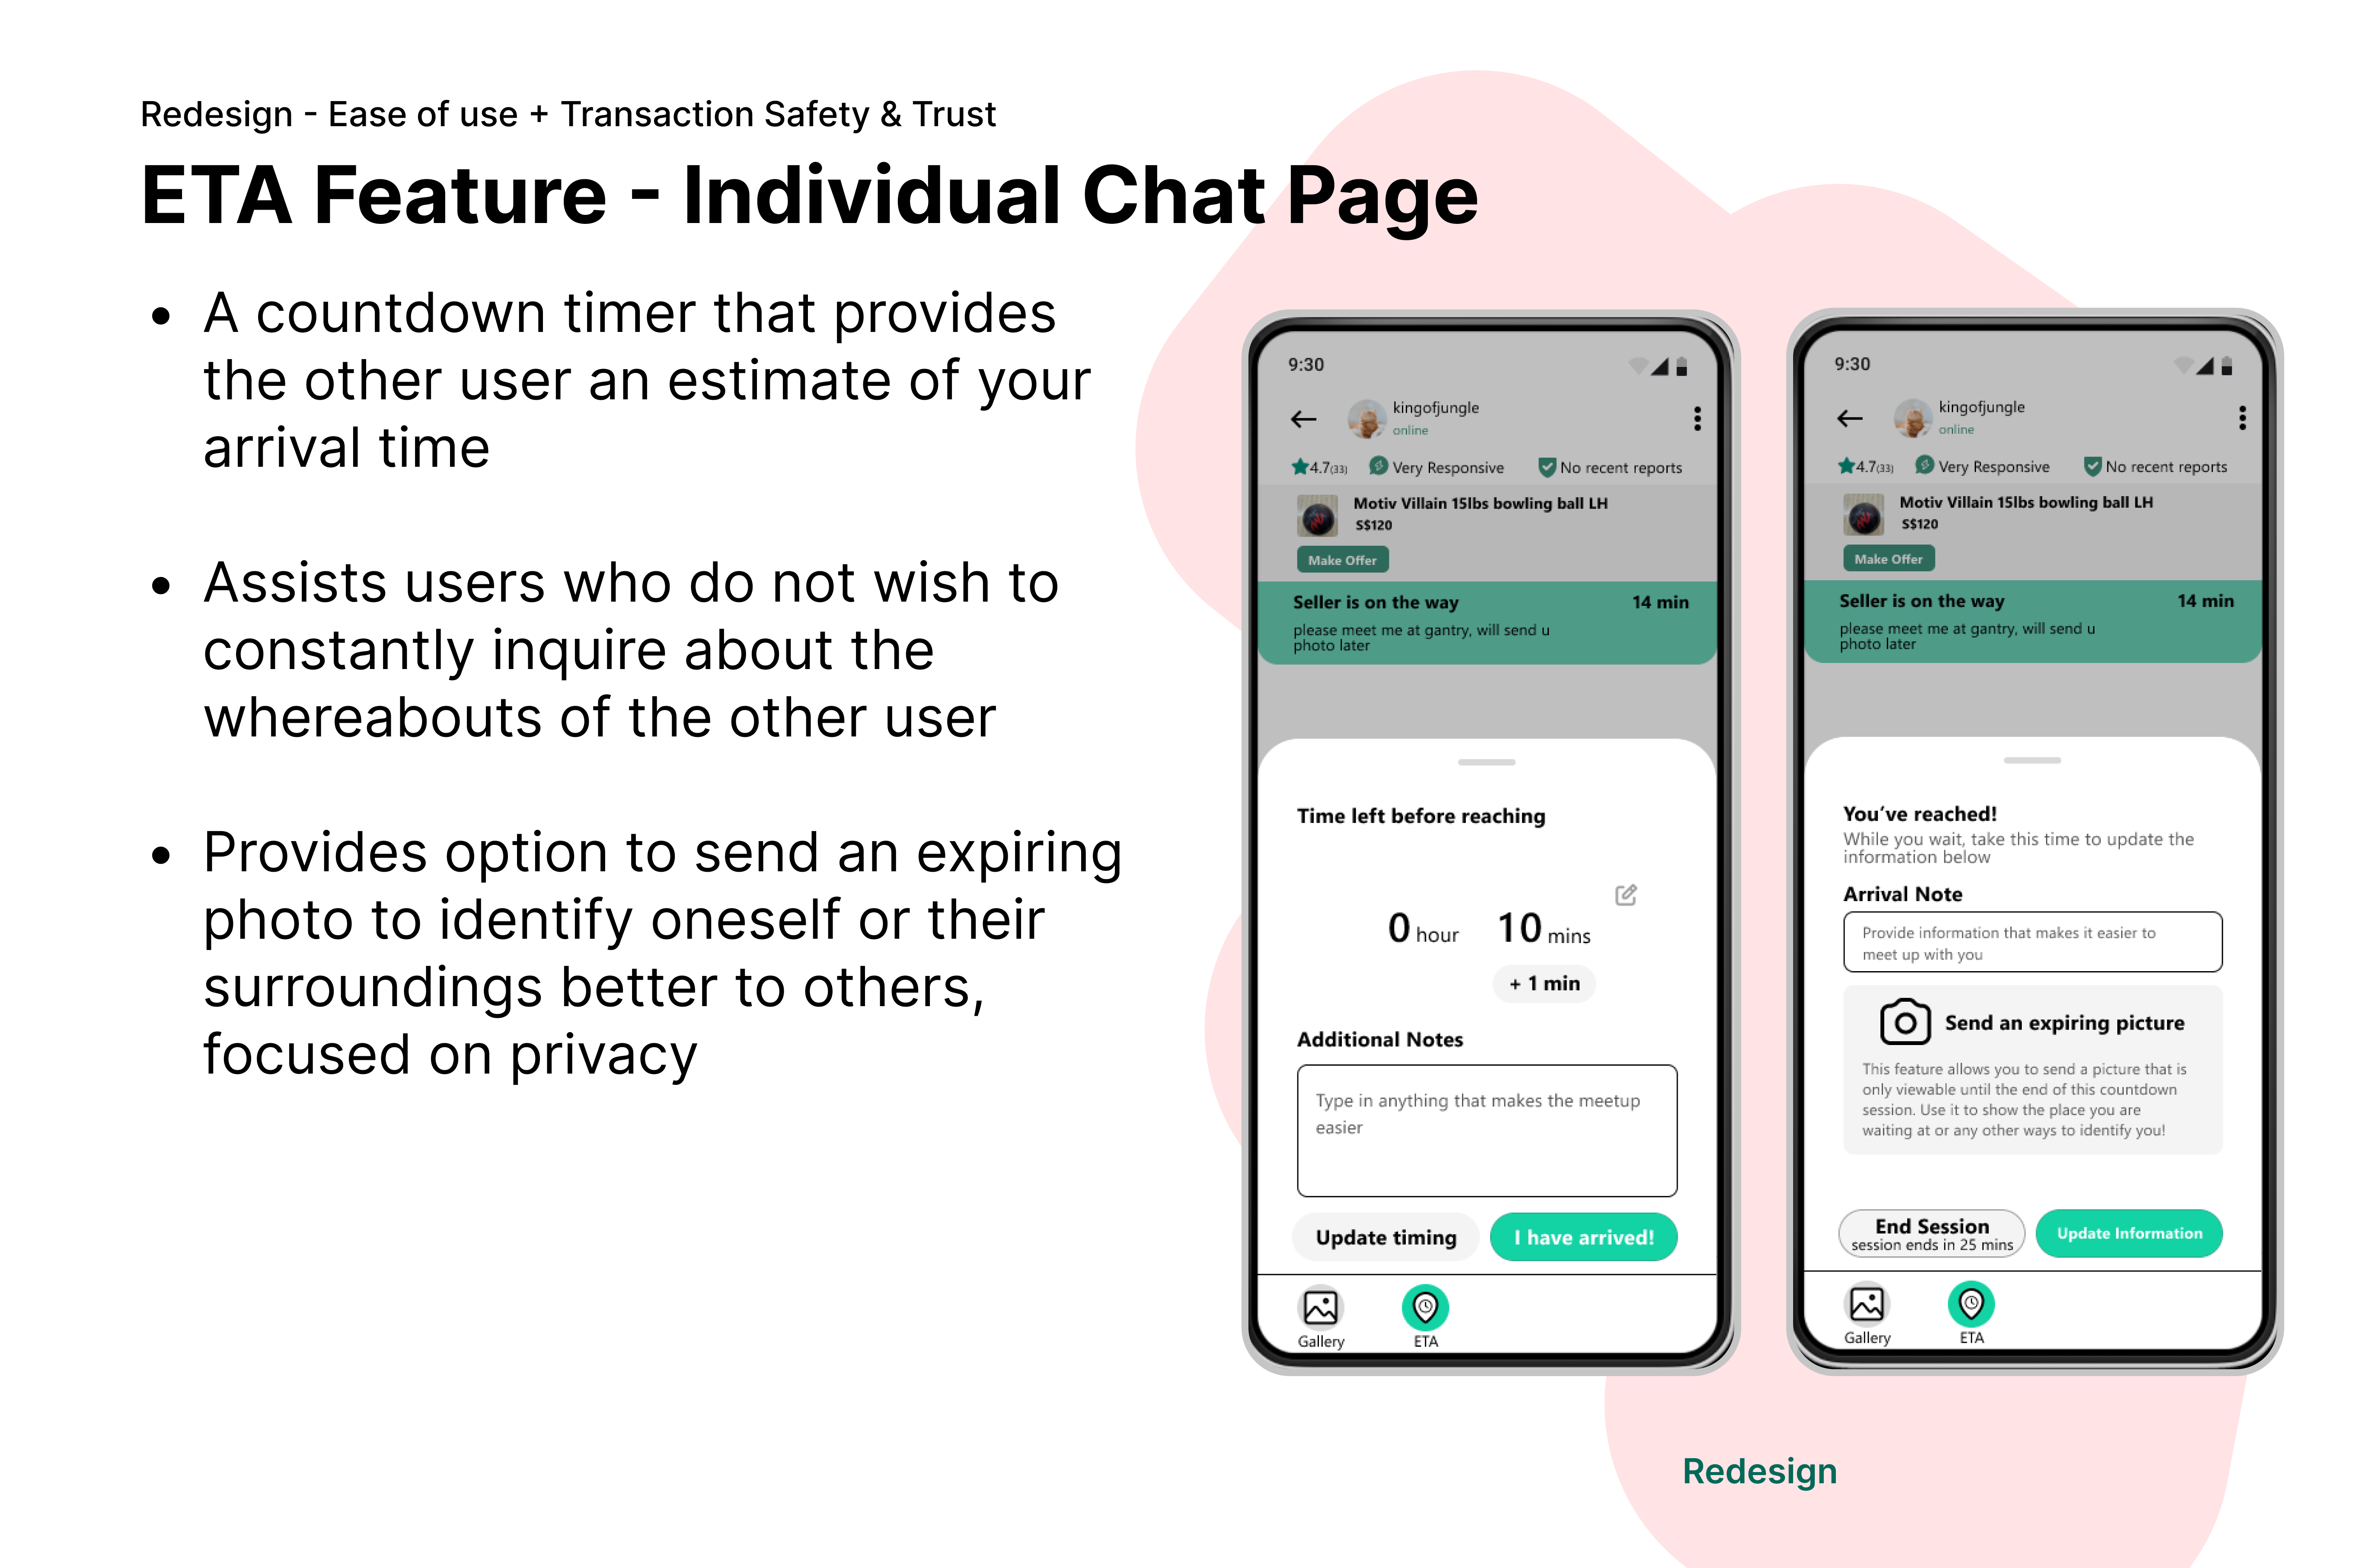 Redesign - Ease of use + Transaction Safety & Trust
ETA Feature - Individual Chat Page
• A countdown timer that provides
the other user an estimate of your
arrival time
• Assists users who do not wish to
constantly inquire about the
whereabouts of the other user
• Provides option to send an expiring
photo to identify oneself or their
surroundings better to others,
focused on privacy
9:30
kingofjungle
online
4.7(33) Very Responsive No recent reports
Motiv Villain 15lbs bowling ball LH
S$120
Make Offer
Seller is on the way 14 min
please meet me at gantry, will send u
photo later
Time left before reaching
0 hour 10 mins
+ 1 min
Additional Notes
Type in anything that makes the meetup
easier
Update timing I have arrived!
Gallery ETA
9:30
kingofjungle
online
4.7(33) Very Responsive No recent reports
Motiv Villain 15lbs bowling ball LH
S$120
Make Offer
Seller is on the way 14 min
please meet me at gantry, will send u
photo later
You’ve reached!
While you wait, take this time to update the
information below
Arrival Note
Provide information that makes it easier to
meet up with you
Send an expiring picture
This feature allows you to send a picture that is
only viewable until the end of this countdown
session. Use it to show the place you are
waiting at or any other ways to identify you!
End Session
session ends in 25 mins
Update Information
Gallery ETA
Redesign